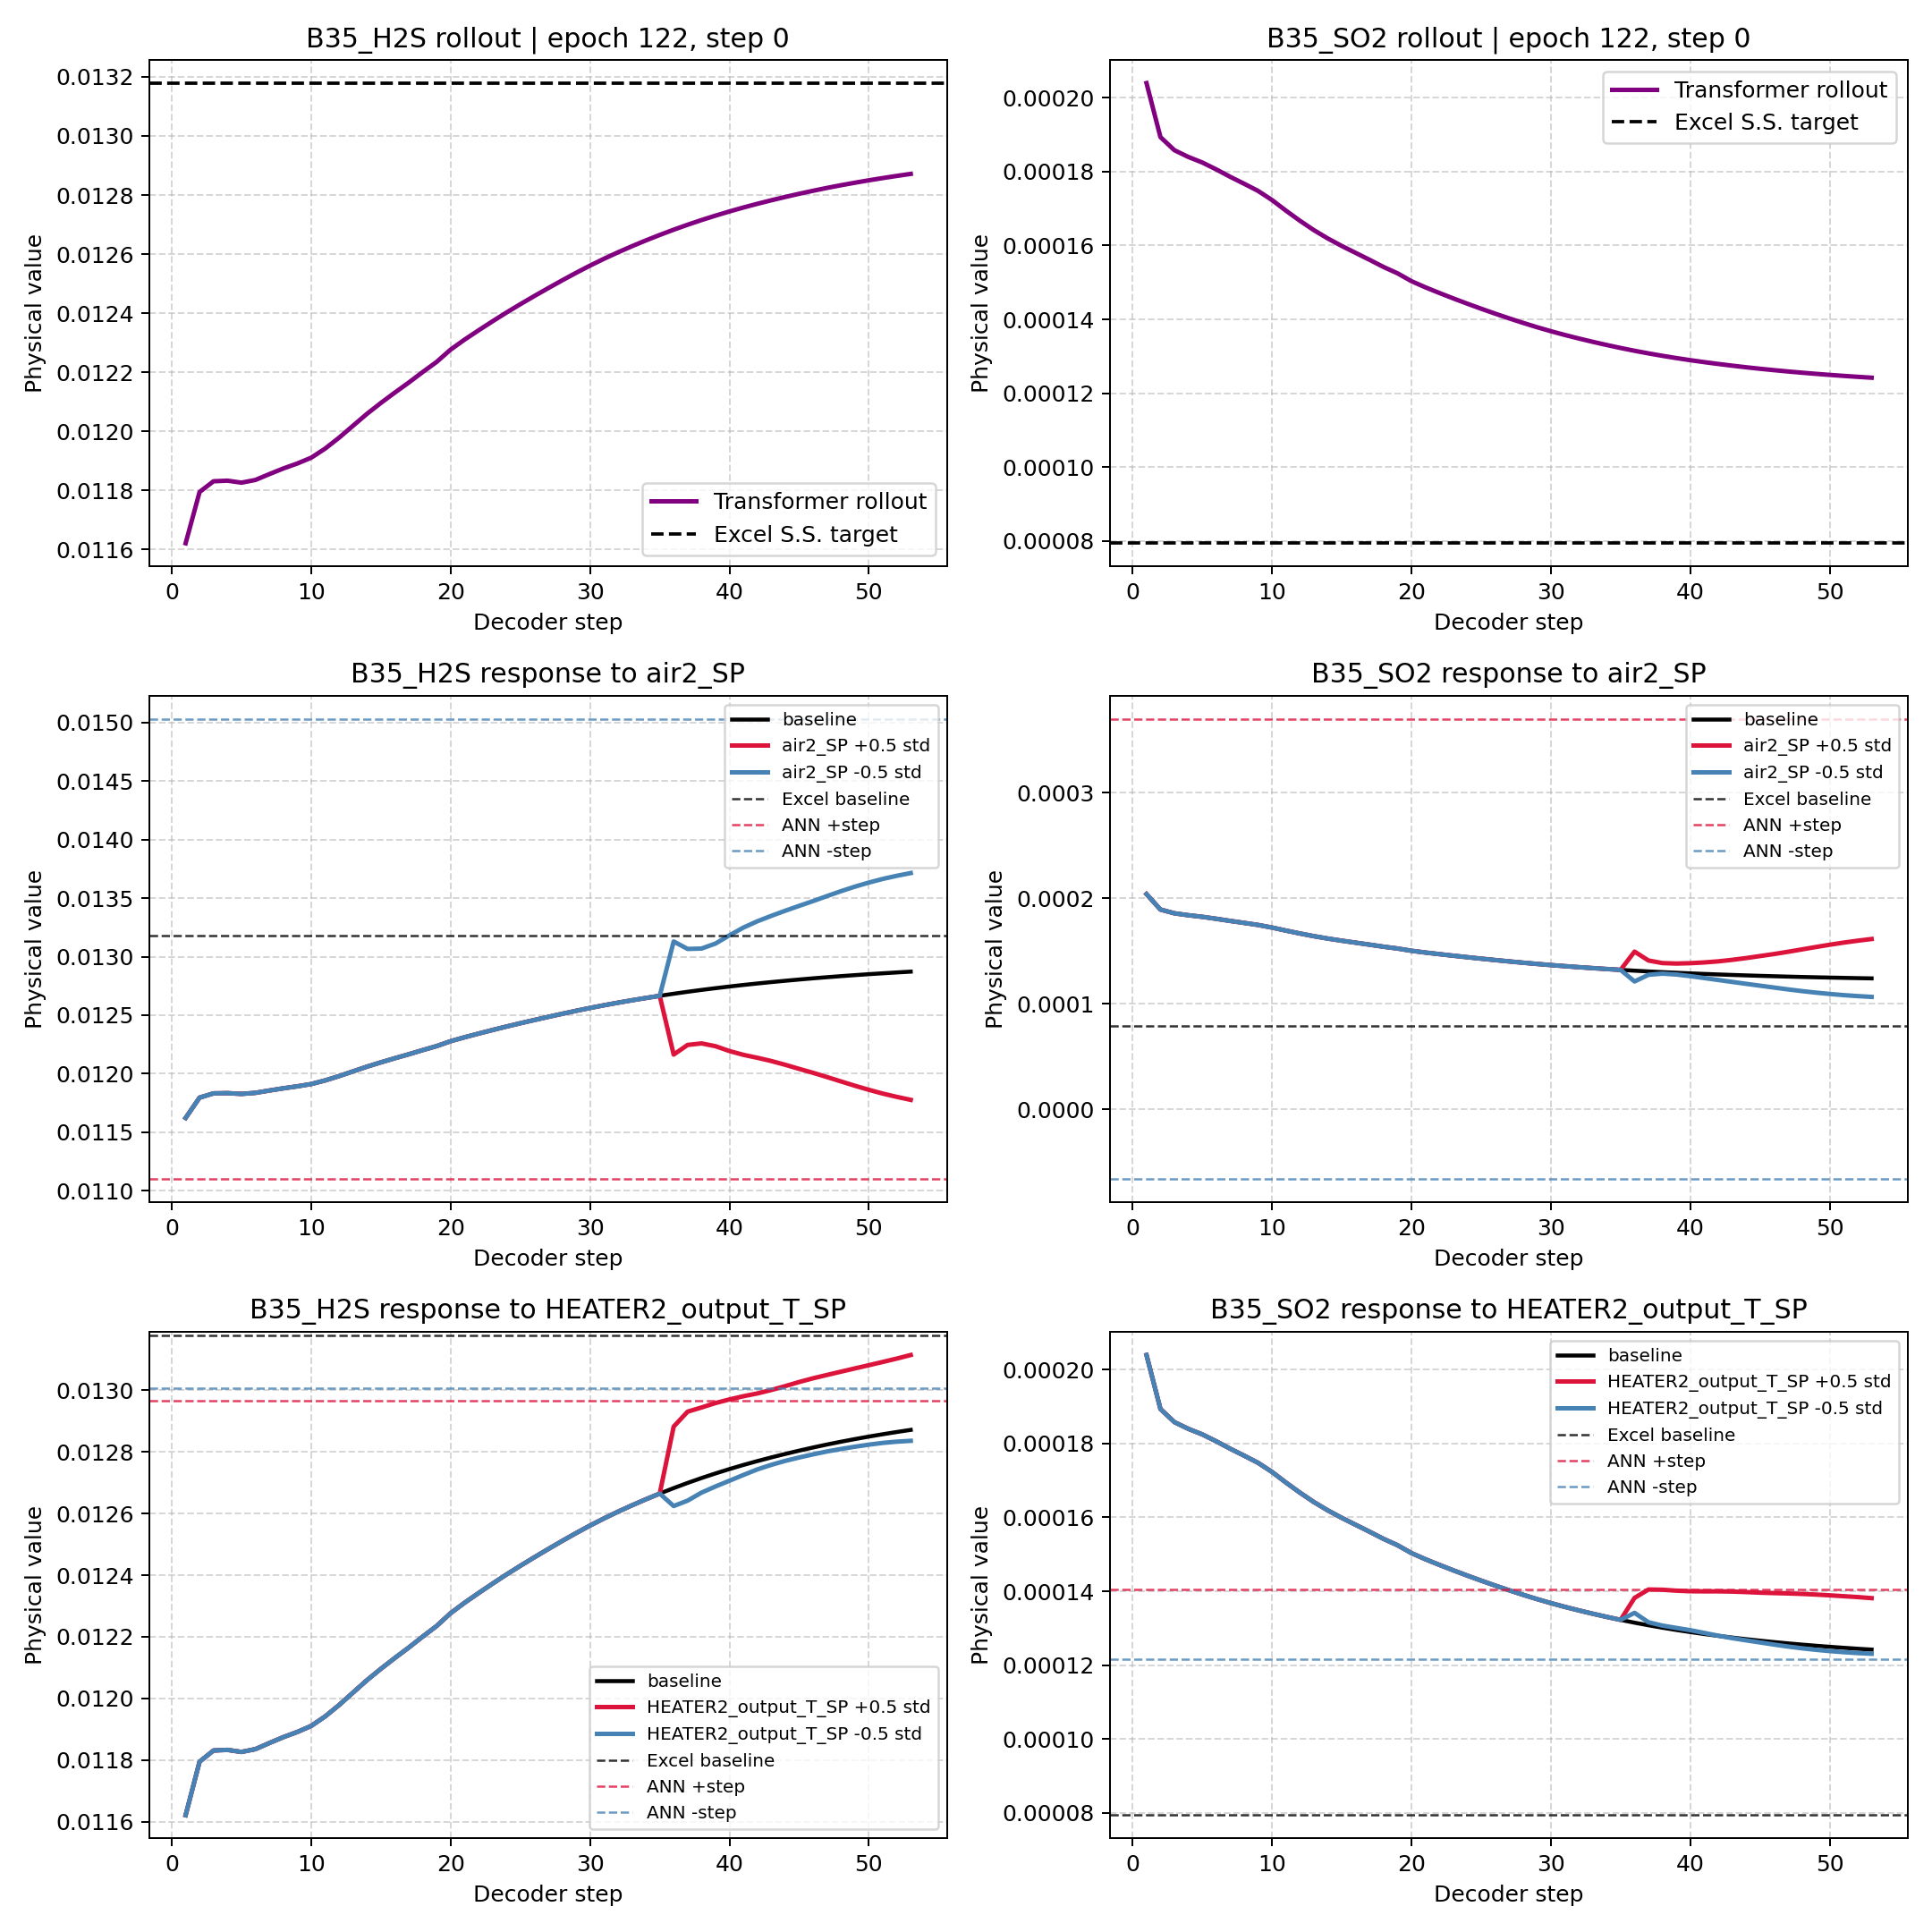 B35_H2S rollout | epoch 122, step 0
0.0132
0.0130
0.0128
0.0126
0.0124
0.0122
0.0120
0.0118
0.0116
Physical value
Transformer rollout
Excel S.S. target
0 10 20 30 40 50
Decoder step
B35_SO2 rollout | epoch 122, step 0
0.00020
0.00018
0.00016
0.00014
0.00012
0.00010
0.00008
Physical value
Transformer rollout
Excel S.S. target
0 10 20 30 40 50
Decoder step
B35_H2S response to air2_SP
0.0150
0.0145
0.0140
0.0135
0.0130
0.0125
0.0120
0.0115
0.0110
Physical value
baseline
air2_SP +0.5 std
air2_SP -0.5 std
Excel baseline
ANN +step
ANN -step
0 10 20 30 40 50
Decoder step
B35_SO2 response to air2_SP
0.0003
0.0002
0.0001
0.0000
Physical value
baseline
air2_SP +0.5 std
air2_SP -0.5 std
Excel baseline
ANN +step
ANN -step
0 10 20 30 40 50
Decoder step
B35_H2S response to HEATER2_output_T_SP
0.0130
0.0128
0.0126
0.0124
0.0122
0.0120
0.0118
0.0116
Physical value
baseline
HEATER2_output_T_SP +0.5 std
HEATER2_output_T_SP -0.5 std
Excel baseline
ANN +step
ANN -step
0 10 20 30 40 50
Decoder step
B35_SO2 response to HEATER2_output_T_SP
0.00020
0.00018
0.00016
0.00014
0.00012
0.00010
0.00008
Physical value
baseline
HEATER2_output_T_SP +0.5 std
HEATER2_output_T_SP -0.5 std
Excel baseline
ANN +step
ANN -step
0 10 20 30 40 50
Decoder step